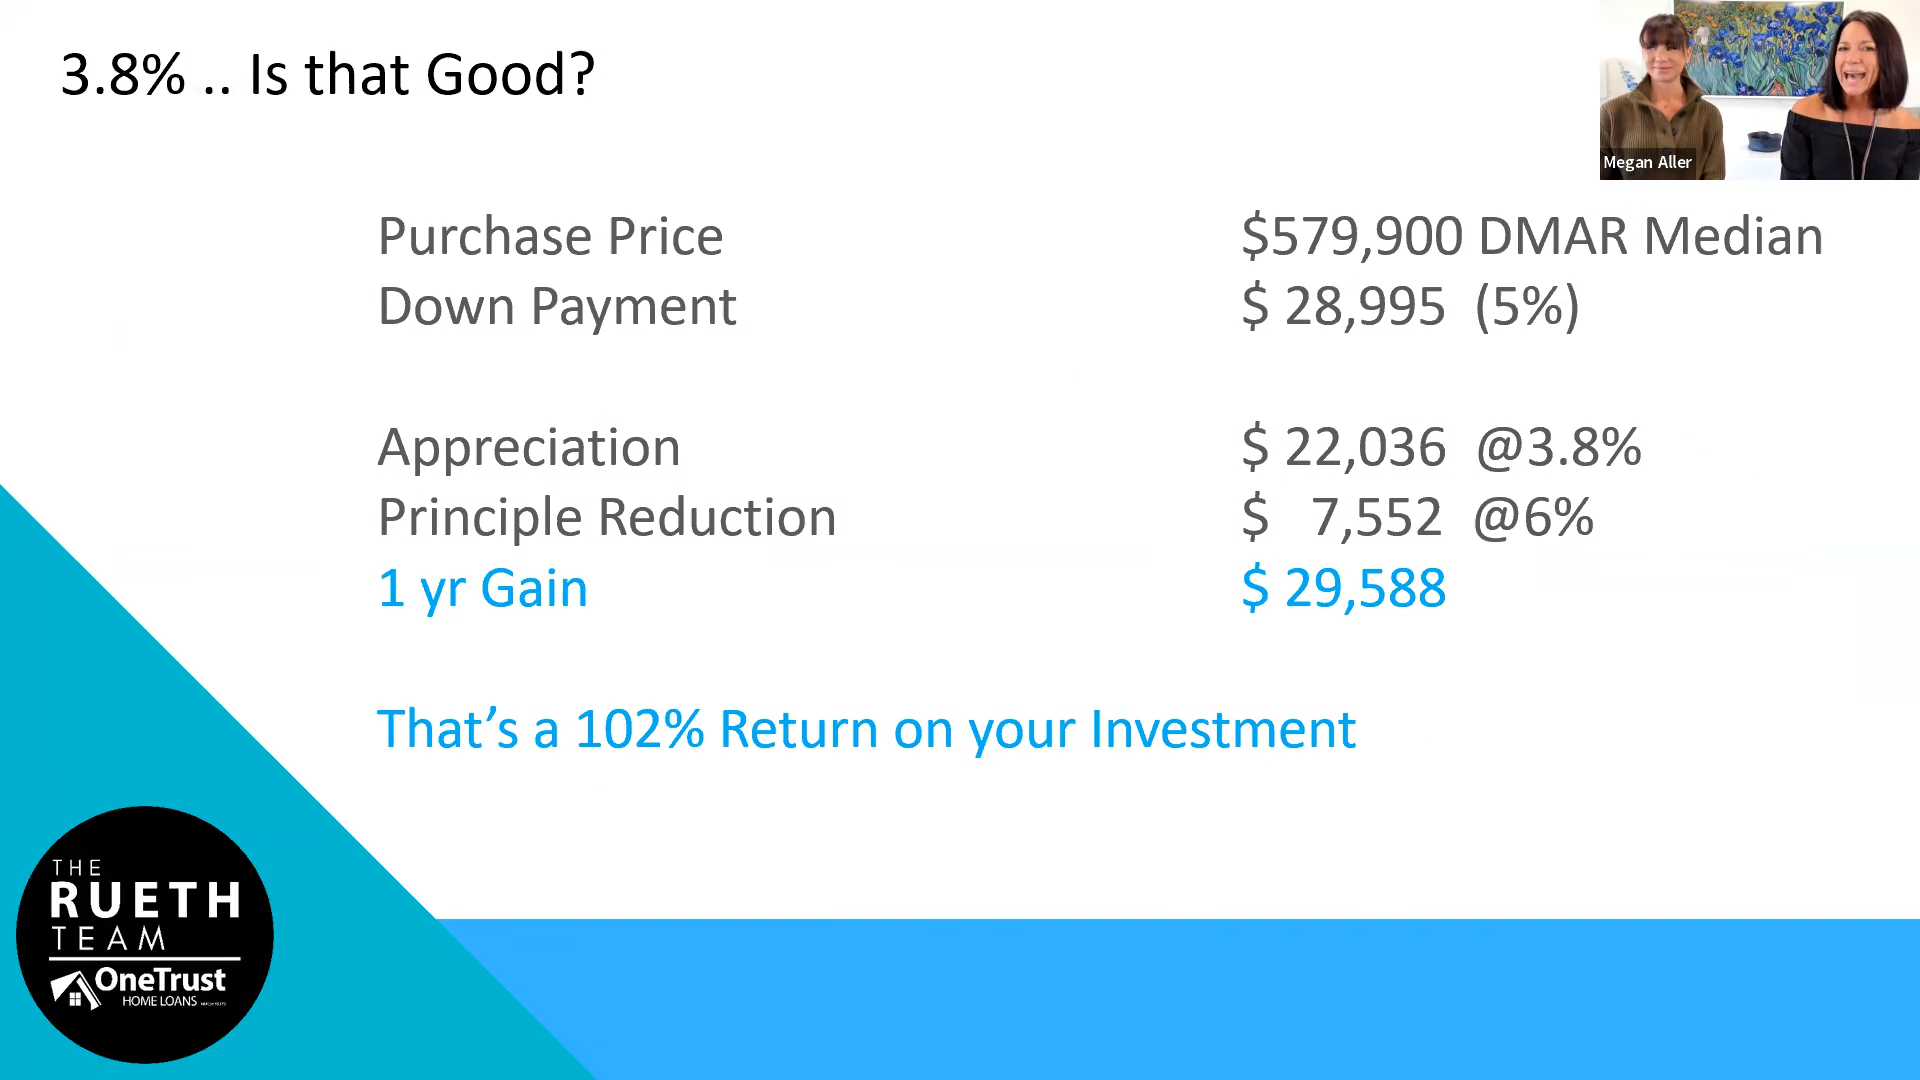 3.8% .. Is that Good?
Megan Aller
Purchase Price $579,900 DMAR Median
Down Payment $ 28,995 (5%)
Appreciation $ 22,036 @3.8%
Principle Reduction $ 7,552 @6%
1 yr Gain $ 29,588
That’s a 102% Return on your Investment
THE
RUETH
TEAM
OneTrust
HOME LOANS